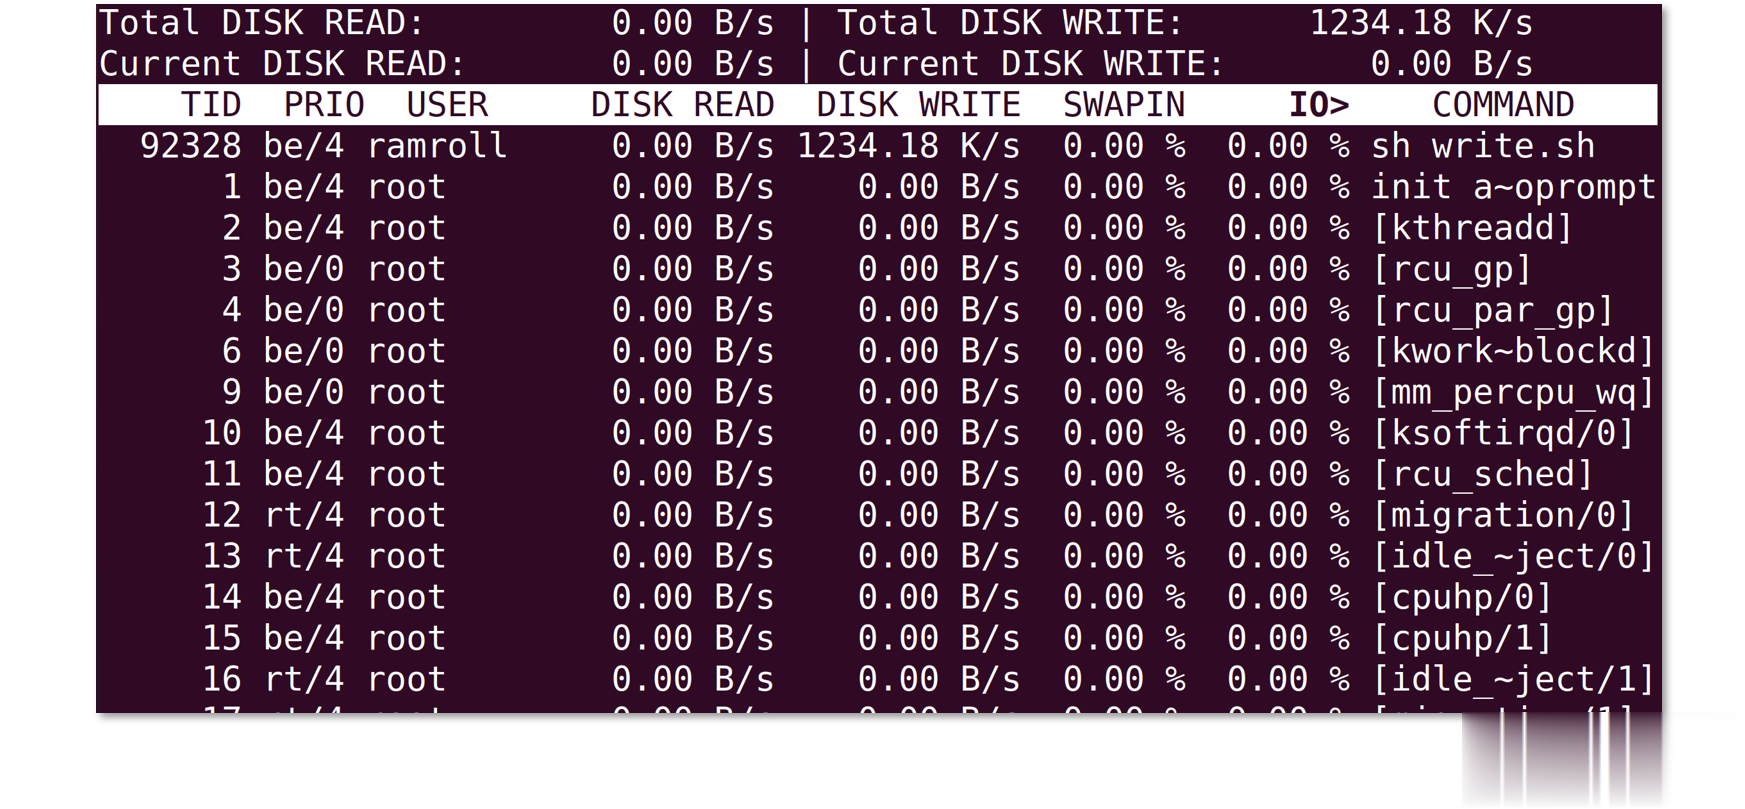 Total DISK READ: 0.00 B/s | Total DISK WRITE: 1234.18 K/s
Current DISK READ: 0.00 B/s | Current DISK WRITE: 0.00 B/s
TID PRIO USER DISK READ DISK WRITE SWAPIN IO> COMMAND
92328 be/4 ramroll 0.00 B/s 1234.18 K/s 0.00 % 0.00 % sh write.sh
1 be/4 root 0.00 B/s 0.00 B/s 0.00 % 0.00 % init a~oprompt
2 be/4 root 0.00 B/s 0.00 B/s 0.00 % 0.00 % [kthreadd]
3 be/0 root 0.00 B/s 0.00 B/s 0.00 % 0.00 % [rcu_gp]
4 be/0 root 0.00 B/s 0.00 B/s 0.00 % 0.00 % [rcu_par_gp]
6 be/0 root 0.00 B/s 0.00 B/s 0.00 % 0.00 % [kwork~blockd]
9 be/0 root 0.00 B/s 0.00 B/s 0.00 % 0.00 % [mm_percpu_wq]
10 be/4 root 0.00 B/s 0.00 B/s 0.00 % 0.00 % [ksoftirqd/0]
11 be/4 root 0.00 B/s 0.00 B/s 0.00 % 0.00 % [rcu_sched]
12 rt/4 root 0.00 B/s 0.00 B/s 0.00 % 0.00 % [migration/0]
13 rt/4 root 0.00 B/s 0.00 B/s 0.00 % 0.00 % [idle_~ject/0]
14 be/4 root 0.00 B/s 0.00 B/s 0.00 % 0.00 % [cpuhp/0]
15 be/4 root 0.00 B/s 0.00 B/s 0.00 % 0.00 % [cpuhp/1]
16 rt/4 root 0.00 B/s 0.00 B/s 0.00 % 0.00 % [idle_~ject/1]